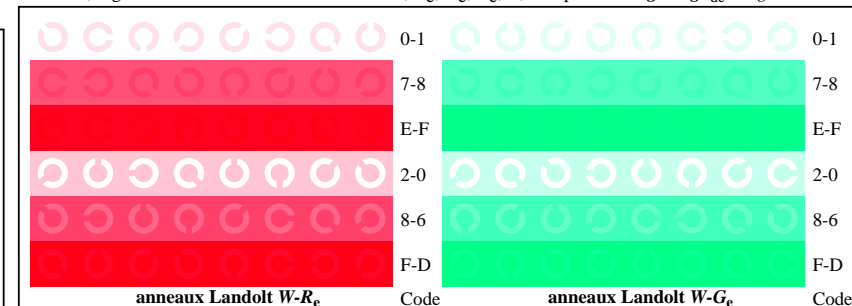 0-1 0-1
7-8 7-8
E-F E-F
2-0 2-0
8-6 8-6
F-D F-D
anneaux Landolt W-Re Code anneaux Landolt W-Ge Code